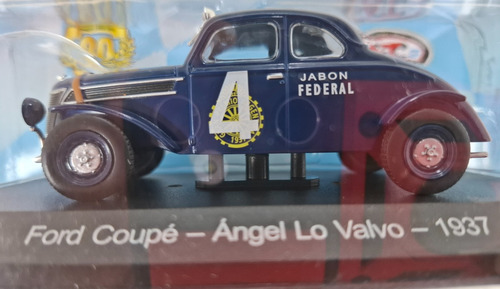 4
JABON
FEDERAL
Ford Coupé – Ángel Lo Valvo – 1937